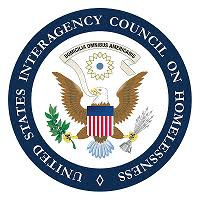 UNITED STATES INTERAGENCY COUNCIL ON HOMELESSNESS
DOMICILIA OMNIBUS AMERICANIS